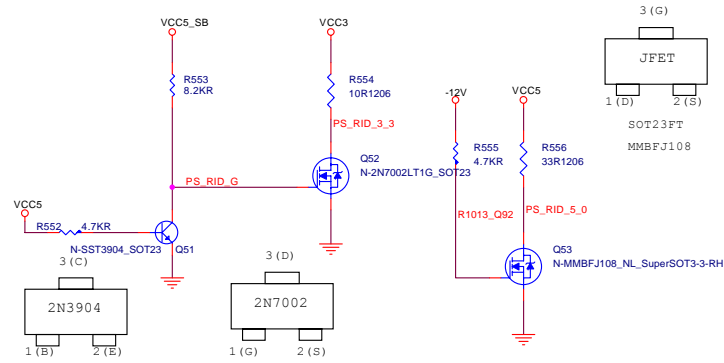 3 (G)
VCC5_SB
VCC3
JFET
R553
8.2KR
R554
10R1206
-12V
VCC5
1 (D)
2 (S)
PS_RID_3_3
SOT23FT
MMBFJ108
R555
4.7KR
R556
33R1206
Q52
N-2N7002LT1G_SOT23
PS_RID_G
VCC5
R1013_Q92
PS_RID_5_0
R552
4.7KR
N-SST3904_SOT23
Q51
Q53
N-MMBFJ108_NL_SuperSOT3-3-RH
3 (C)
3 (D)
2N3904
2N7002
1 (B)
2 (E)
1 (G)
2 (S)